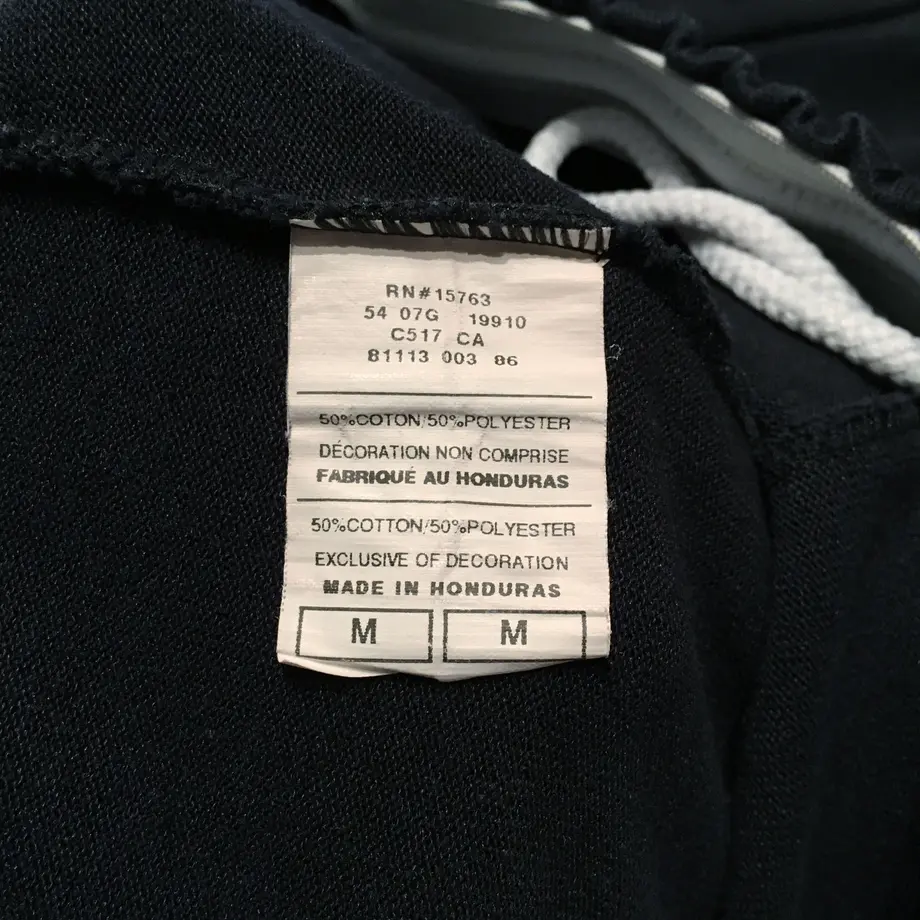 RN#15763
54 07G 19910
C517 CA
81113 003 86
50%COTON/50%POLYESTER
DÉCORATION NON COMPRISE
FABRIQUÉ AU HONDURAS
50%COTTON/50%POLYESTER
EXCLUSIVE OF DECORATION
MADE IN HONDURAS
M M